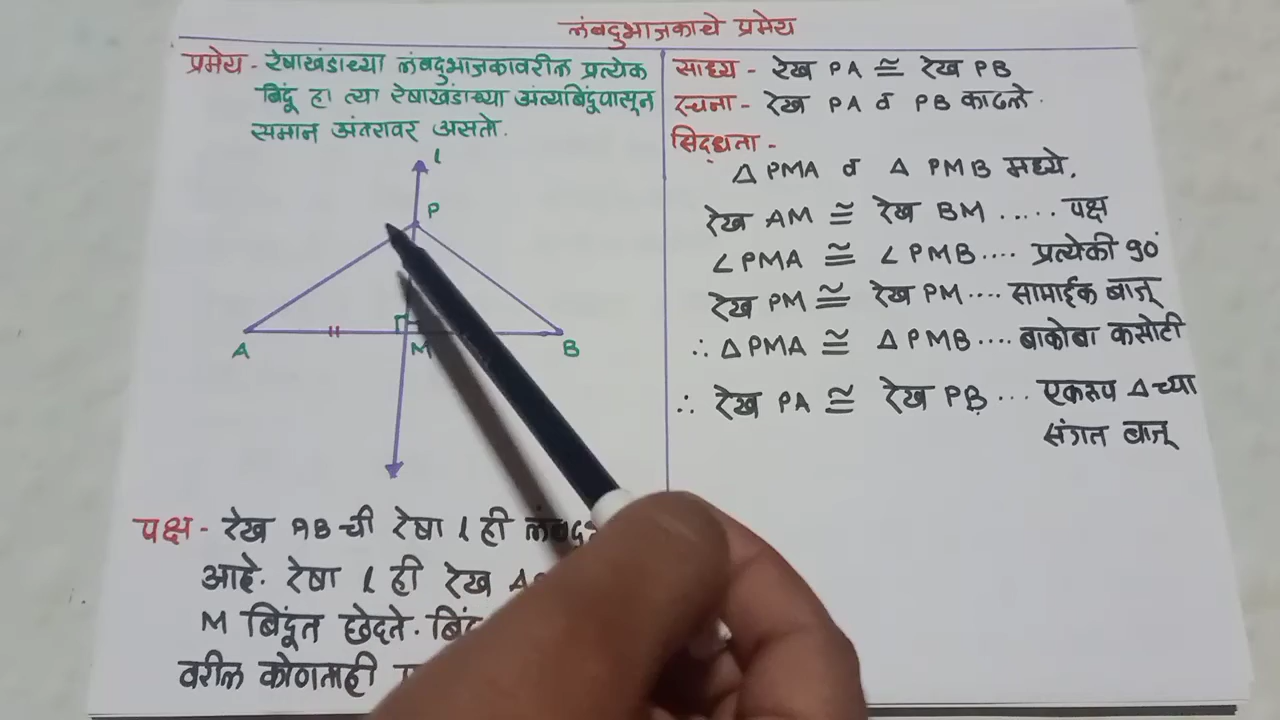 लंबदुभाजकाचे प्रमेय
प्रमेय - रेषाखंडाच्या लंबदुभाजकावरील प्रत्येक
बिंदू हा त्या रेषाखंडाच्या अंत्यबिंदुपासून
समान अंतरावर असतो.
l
P
A
M
B
पक्ष - रेख AB ची रेषा l ही
आहे. रेषा l ही रेख
M बिंदूत छेदते.
वरील कोणताही
साध्य - रेख PA ≅ रेख PB
रचना - रेख PA व PB काढले.
सिद्धता -
△ PMA व △ PMB मध्ये.
रेख AM ≅ रेख BM ..... पक्ष
∠PMA ≅ ∠PMB .... प्रत्येकी 90°
रेख PM ≅ रेख PM .... सामाईक बाजू
∴ △PMA ≅ △PMB .... बाकोबा कसोटी
∴ रेख PA ≅ रेख PB ... एकरूप △च्या
संगत बाजू